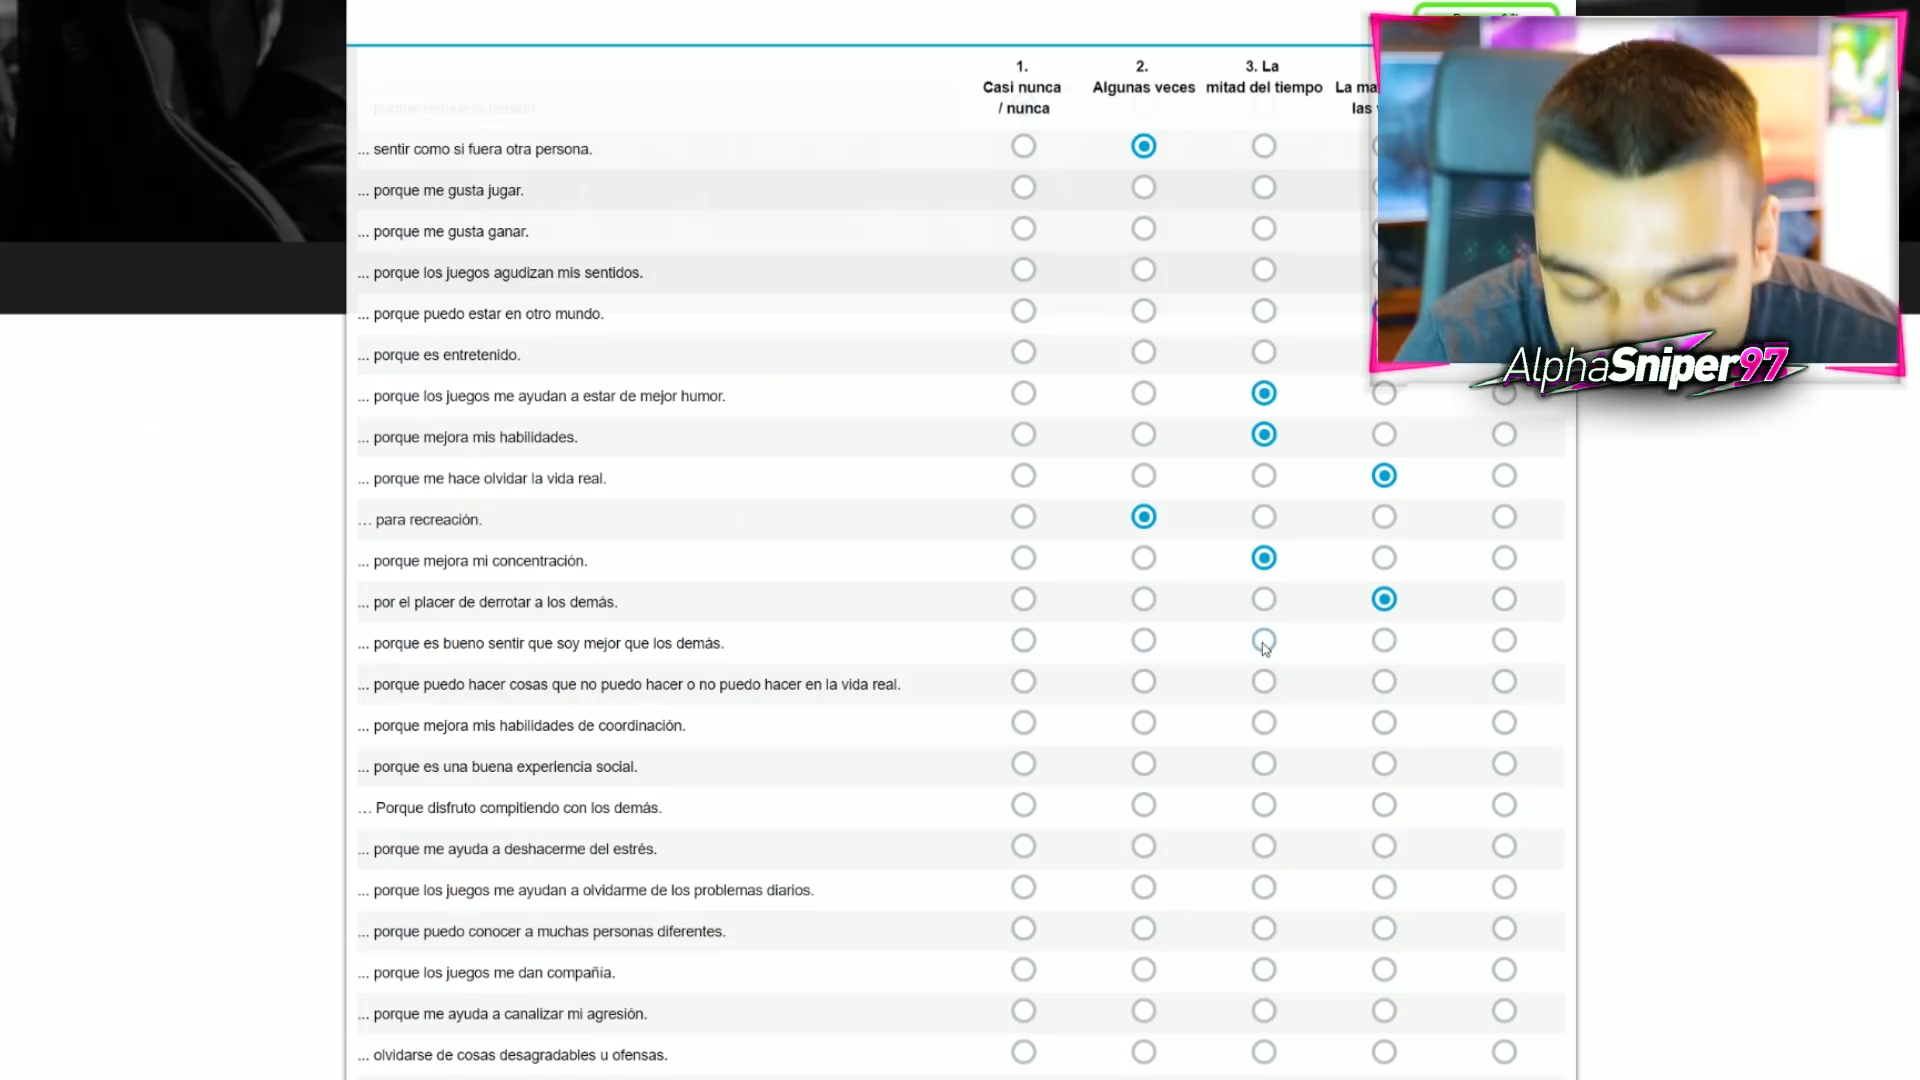 1.
Casi nunca
/ nunca
2.
Algunas veces
3. La
mitad del tiempo
La ma
las
... porque reduce la tensión.
... sentir como si fuera otra persona.
... porque me gusta jugar.
... porque me gusta ganar.
... porque los juegos agudizan mis sentidos.
... porque puedo estar en otro mundo.
... porque es entretenido.
... porque los juegos me ayudan a estar de mejor humor.
... porque mejora mis habilidades.
... porque me hace olvidar la vida real.
... para recreación.
... porque mejora mi concentración.
... por el placer de derrotar a los demás.
... porque es bueno sentir que soy mejor que los demás.
... porque puedo hacer cosas que no puedo hacer o no puedo hacer en la vida real.
... porque mejora mis habilidades de coordinación.
... porque es una buena experiencia social.
... Porque disfruto compitiendo con los demás.
... porque me ayuda a deshacerme del estrés.
... porque los juegos me ayudan a olvidarme de los problemas diarios.
... porque puedo conocer a muchas personas diferentes.
... porque los juegos me dan compañía.
... porque me ayuda a canalizar mi agresión.
... olvidarse de cosas desagradables u ofensas.
AlphaSniper97